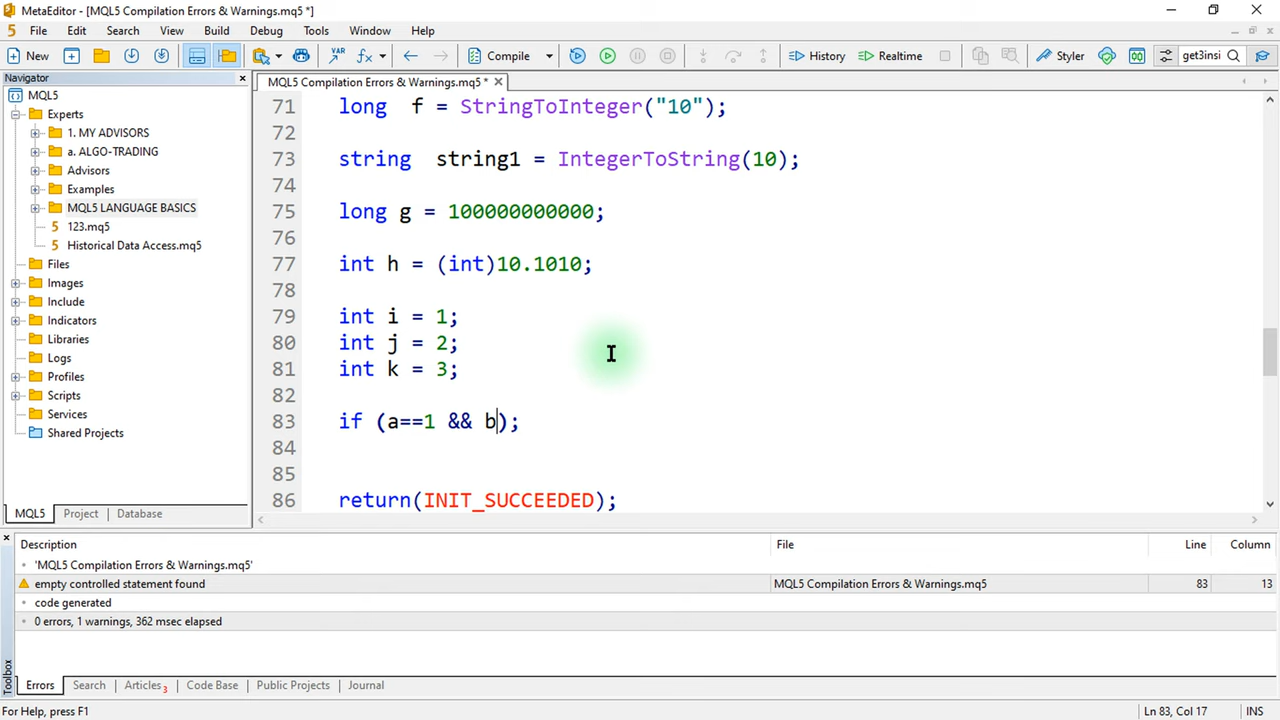 MetaEditor - [MQL5 Compilation Errors & Warnings.mq5 *]
File Edit Search View Build Debug Tools Window Help
New Compile History Realtime Styler get3insi
Navigator
MQL5 Compilation Errors & Warnings.mq5 *
MQL5
Experts
1. MY ADVISORS
a. ALGO-TRADING
Advisors
Examples
MQL5 LANGUAGE BASICS
123.mq5
Historical Data Access.mq5
Files
Images
Include
Indicators
Libraries
Logs
Profiles
Scripts
Services
Shared Projects
MQL5 Project Database
71 long f = StringToInteger("10");
72
73 string string1 = IntegerToString(10);
74
75 long g = 100000000000;
76
77 int h = (int)10.1010;
78
79 int i = 1;
80 int j = 2;
81 int k = 3;
82
83 if (a==1 && b);
84
85
86 return(INIT_SUCCEEDED);
Description File Line Column
'MQL5 Compilation Errors & Warnings.mq5'
empty controlled statement found MQL5 Compilation Errors & Warnings.mq5 83 13
code generated
0 errors, 1 warnings, 362 msec elapsed
Toolbox
Errors Search Articles 3 Code Base Public Projects Journal
For Help, press F1 Ln 83, Col 17 INS